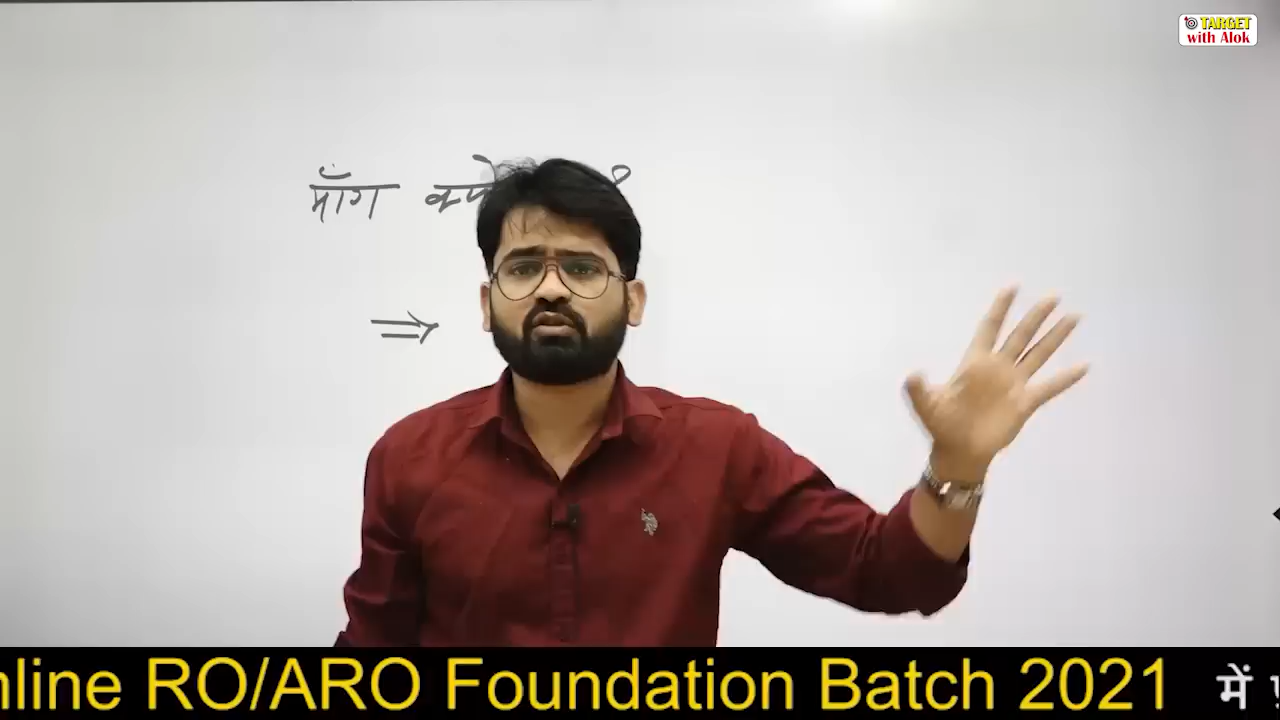 TARGET
with Alok
माँग
nline RO/ARO Foundation Batch 2021 में